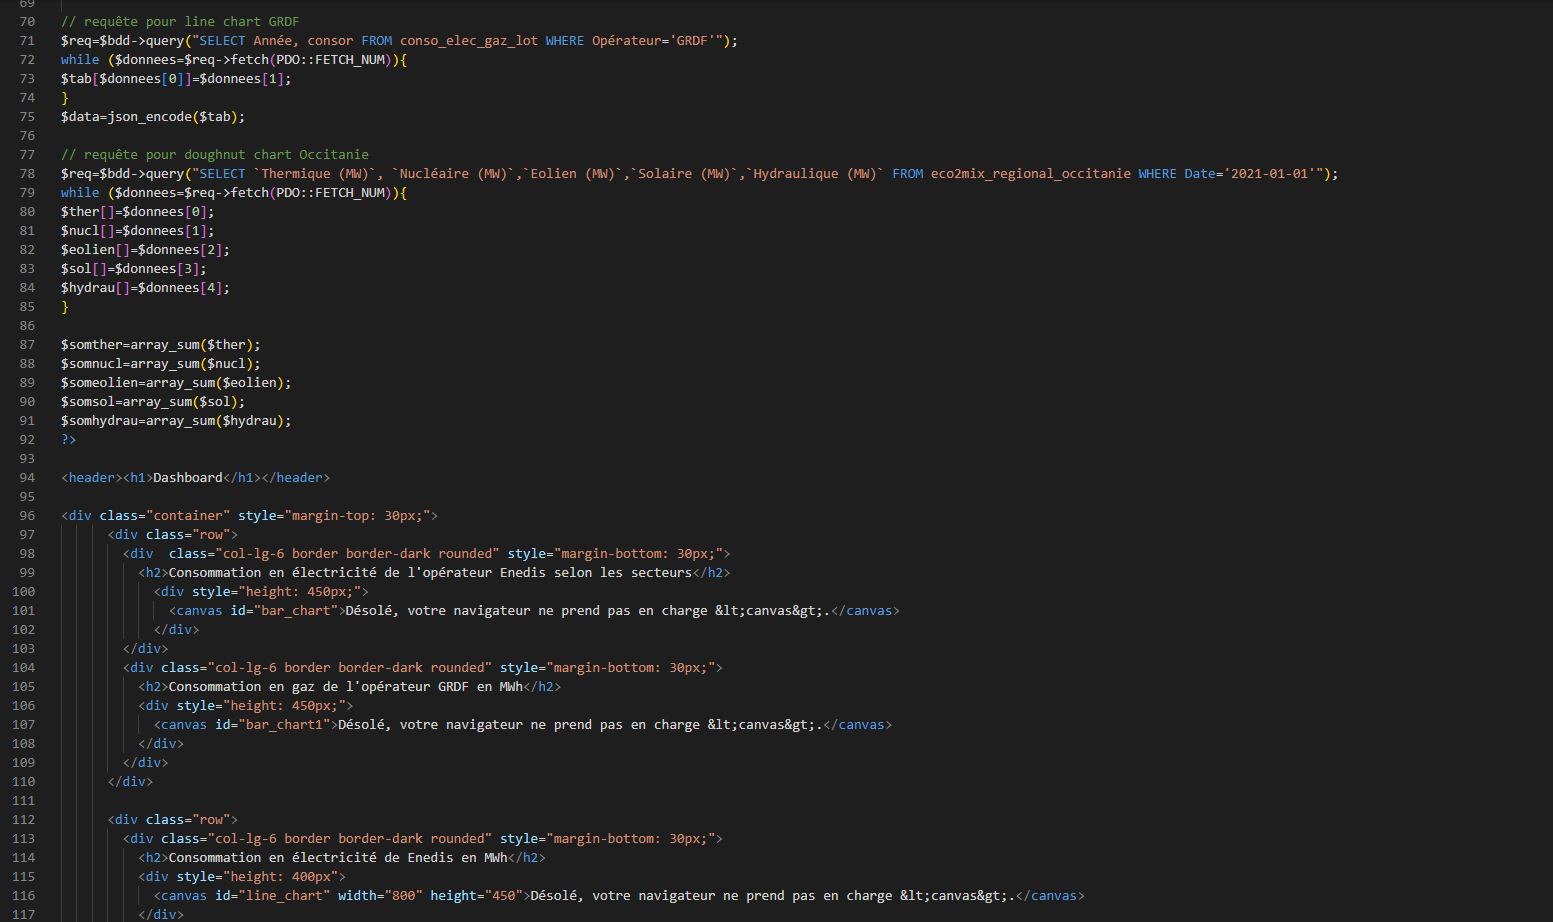 69
70 // requête pour line chart GRDF
71 $req=$bdd->query("SELECT Année, consor FROM conso_elec_gaz_lot WHERE Opérateur='GRDF'");
72 while ($donnees=$req->fetch(PDO::FETCH_NUM)){
73 $tab[$donnees[0]]=$donnees[1];
74 }
75 $data=json_encode($tab);
76
77 // requête pour doughnut chart Occitanie
78 $req=$bdd->query("SELECT `Thermique (MW)`, `Nucléaire (MW)`,`Eolien (MW)`,`Solaire (MW)`,`Hydraulique (MW)` FROM eco2mix_regional_occitanie WHERE Date='2021-01-01'");
79 while ($donnees=$req->fetch(PDO::FETCH_NUM)){
80 $ther[]=$donnees[0];
81 $nucl[]=$donnees[1];
82 $eolien[]=$donnees[2];
83 $sol[]=$donnees[3];
84 $hydrau[]=$donnees[4];
85 }
86
87 $somther=array_sum($ther);
88 $somnucl=array_sum($nucl);
89 $someolien=array_sum($eolien);
90 $somsol=array_sum($sol);
91 $somhydrau=array_sum($hydrau);
92 ?>
93
94 <header><h1>Dashboard</h1></header>
95
96 <div class="container" style="margin-top: 30px;">
97 <div class="row">
98 <div  class="col-lg-6 border border-dark rounded" style="margin-bottom: 30px;">
99 <h2>Consommation en électricité de l'opérateur Enedis selon les secteurs</h2>
100 <div style="height: 450px;">
101 <canvas id="bar_chart">Désolé, votre navigateur ne prend pas en charge &lt;canvas&gt;.</canvas>
102 </div>
103 </div>
104 <div class="col-lg-6 border border-dark rounded" style="margin-bottom: 30px;">
105 <h2>Consommation en gaz de l'opérateur GRDF en MWh</h2>
106 <div style="height: 450px;">
107 <canvas id="bar_chart1">Désolé, votre navigateur ne prend pas en charge &lt;canvas&gt;.</canvas>
108 </div>
109 </div>
110 </div>
111
112 <div class="row">
113 <div class="col-lg-6 border border-dark rounded" style="margin-bottom: 30px;">
114 <h2>Consommation en électricité de Enedis en MWh</h2>
115 <div style="height: 400px">
116 <canvas id="line_chart" width="800" height="450">Désolé, votre navigateur ne prend pas en charge &lt;canvas&gt;.</canvas>
117 </div>